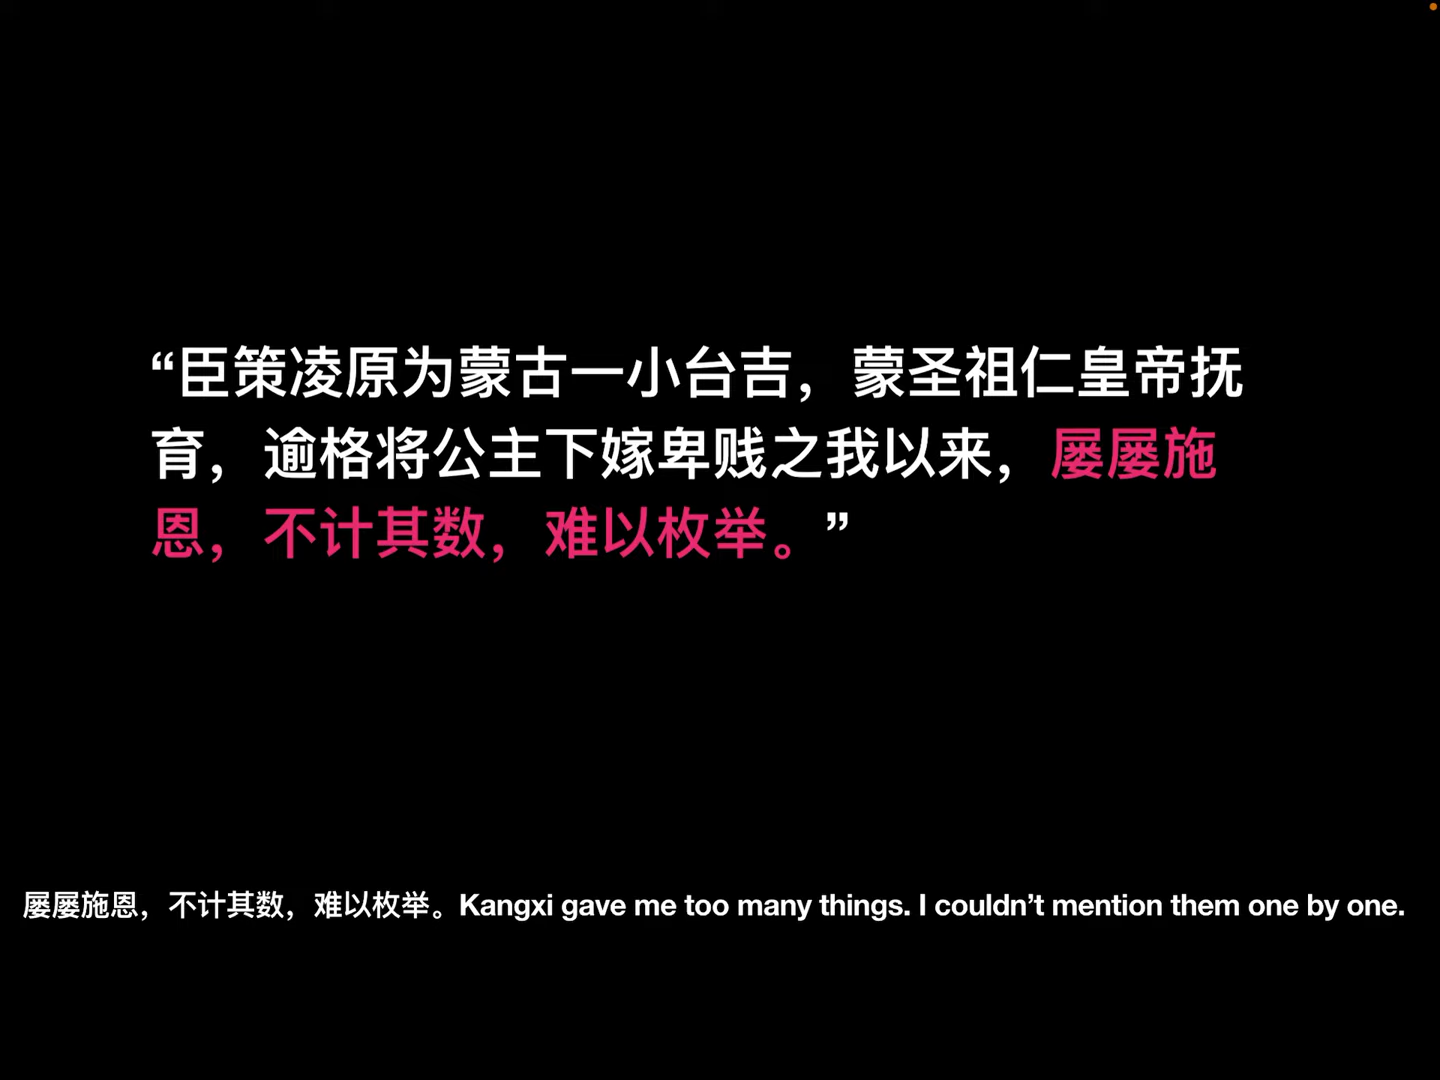 “臣策凌原为蒙古一小台吉，蒙圣祖仁皇帝抚
育，逾格将公主下嫁卑贱之我以来，屡屡施
恩，不计其数，难以枚举。”
屡屡施恩，不计其数，难以枚举。Kangxi gave me too many things. I couldn’t mention them one by one.